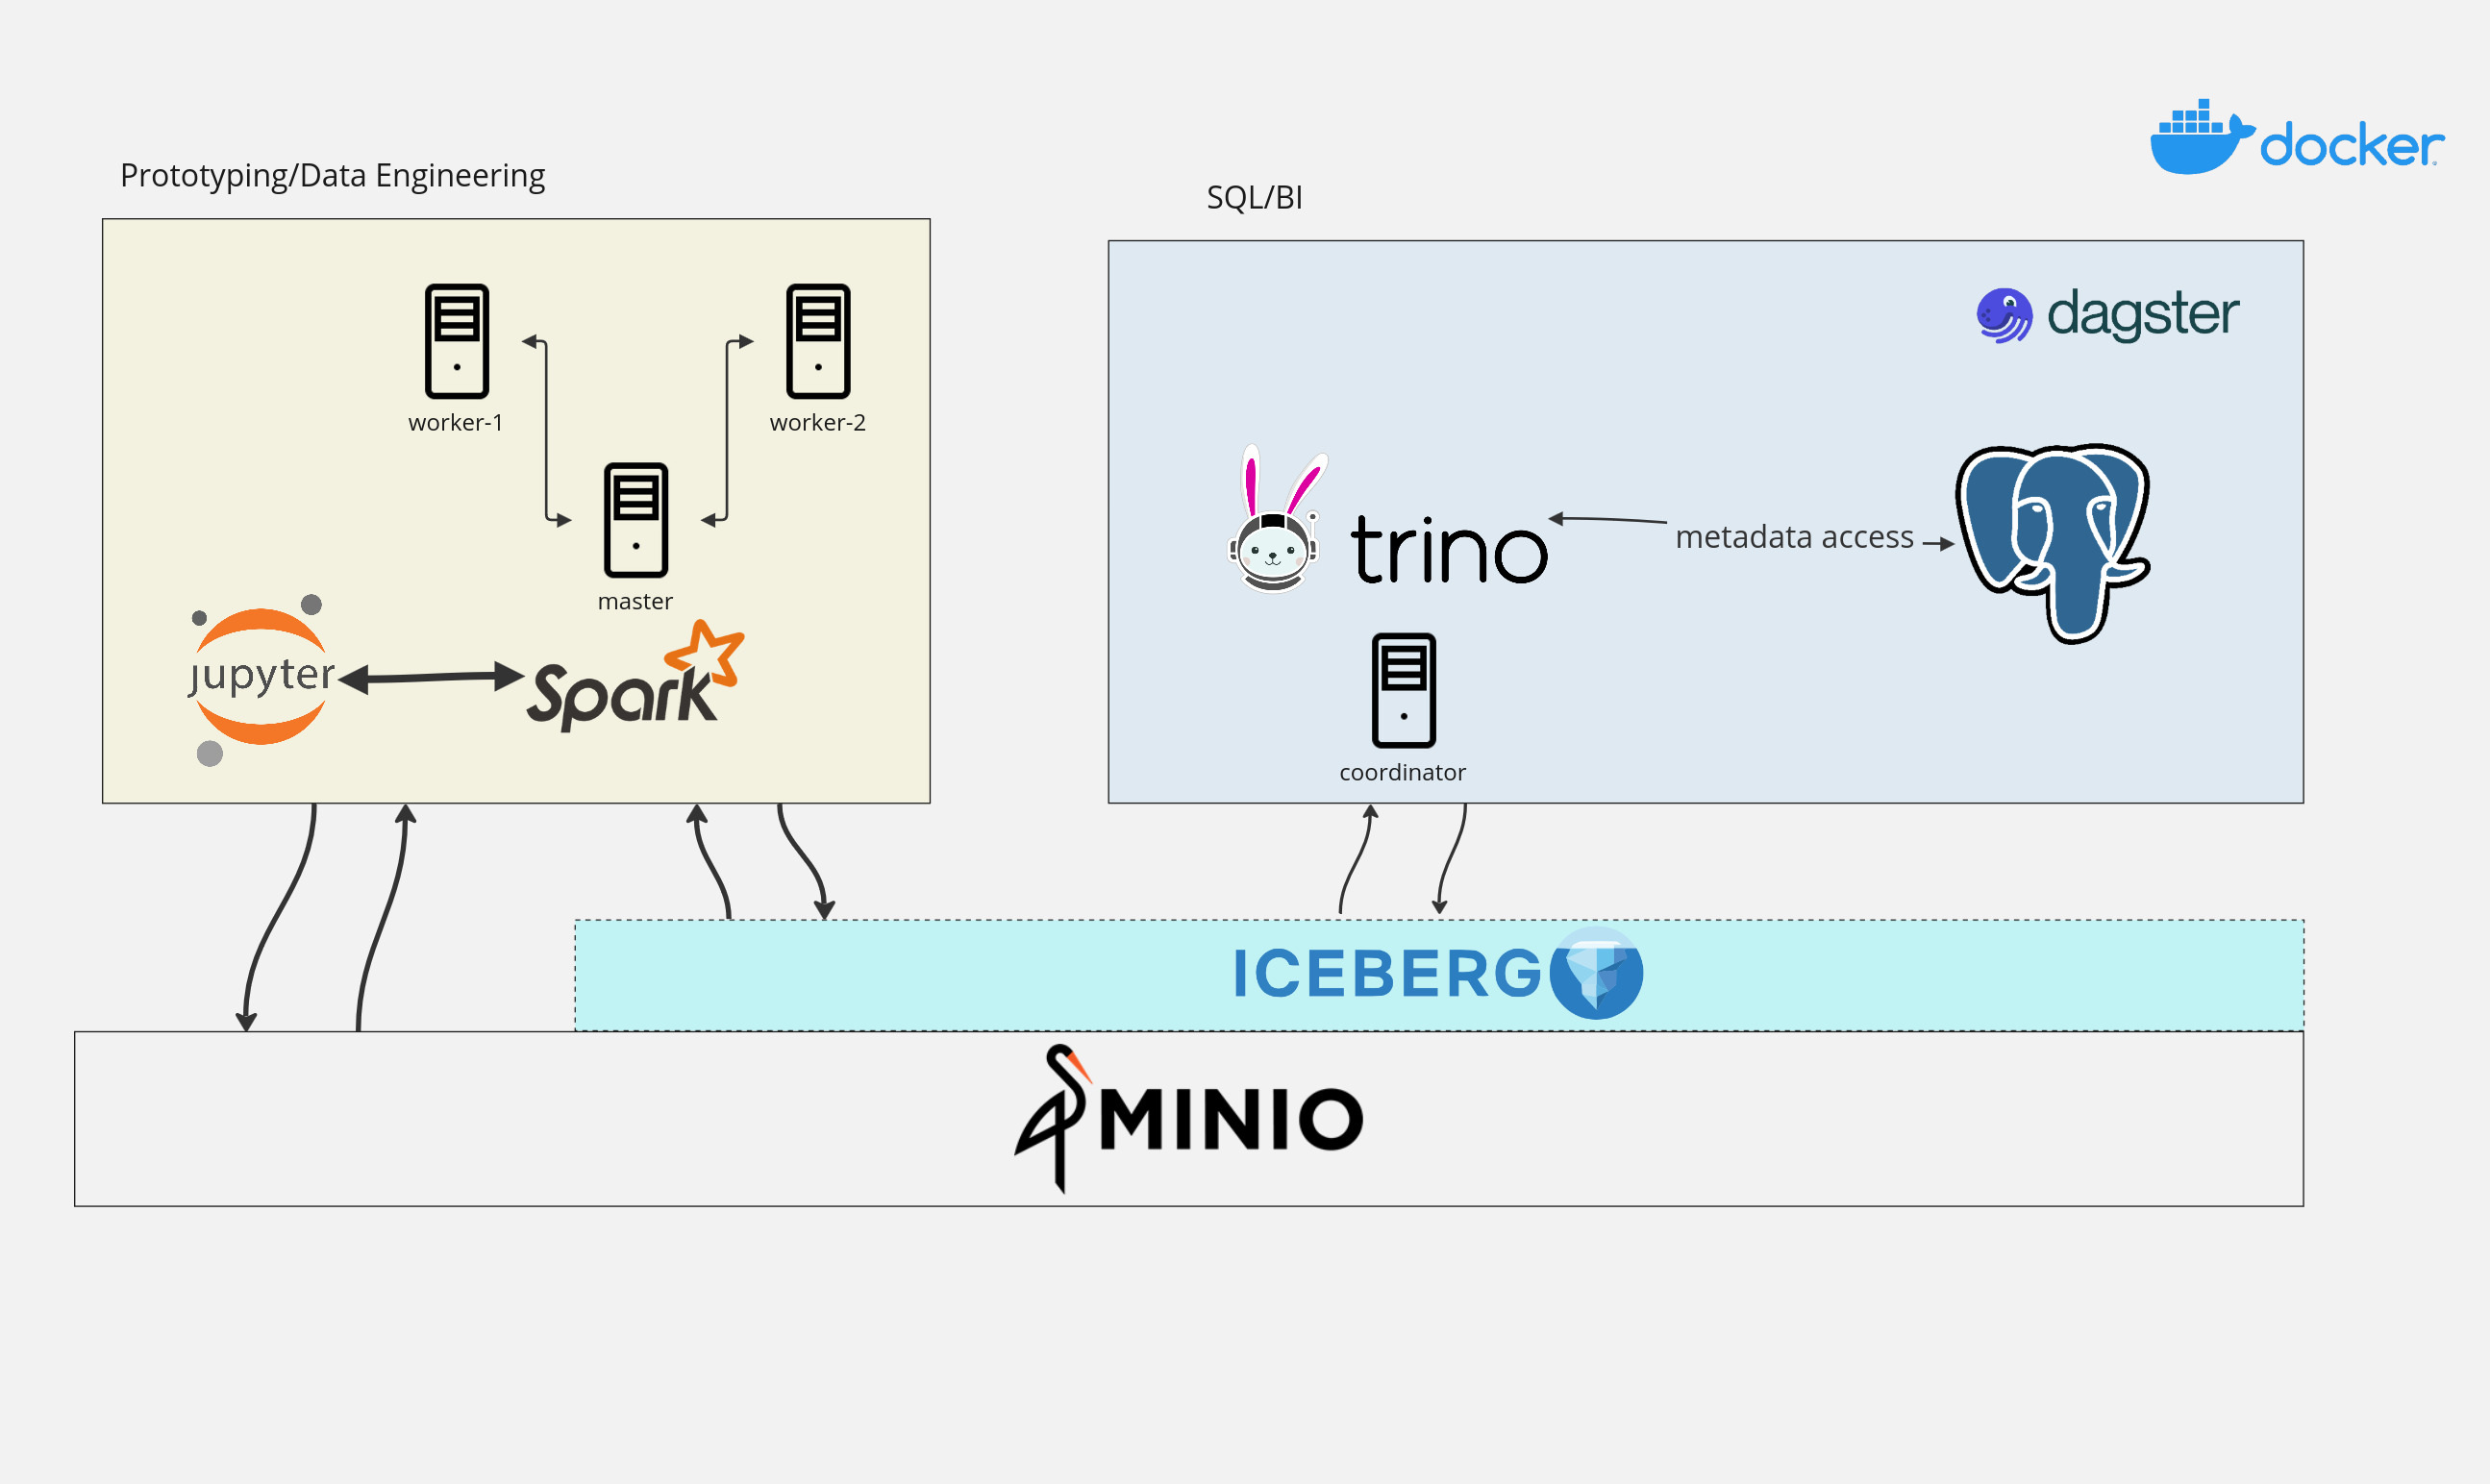 docker
Prototyping/Data Engineering
SQL/BI
worker-1
worker-2
master
jupyter
Spark
dagster
trino
metadata access
coordinator
ICEBERG
MINIO